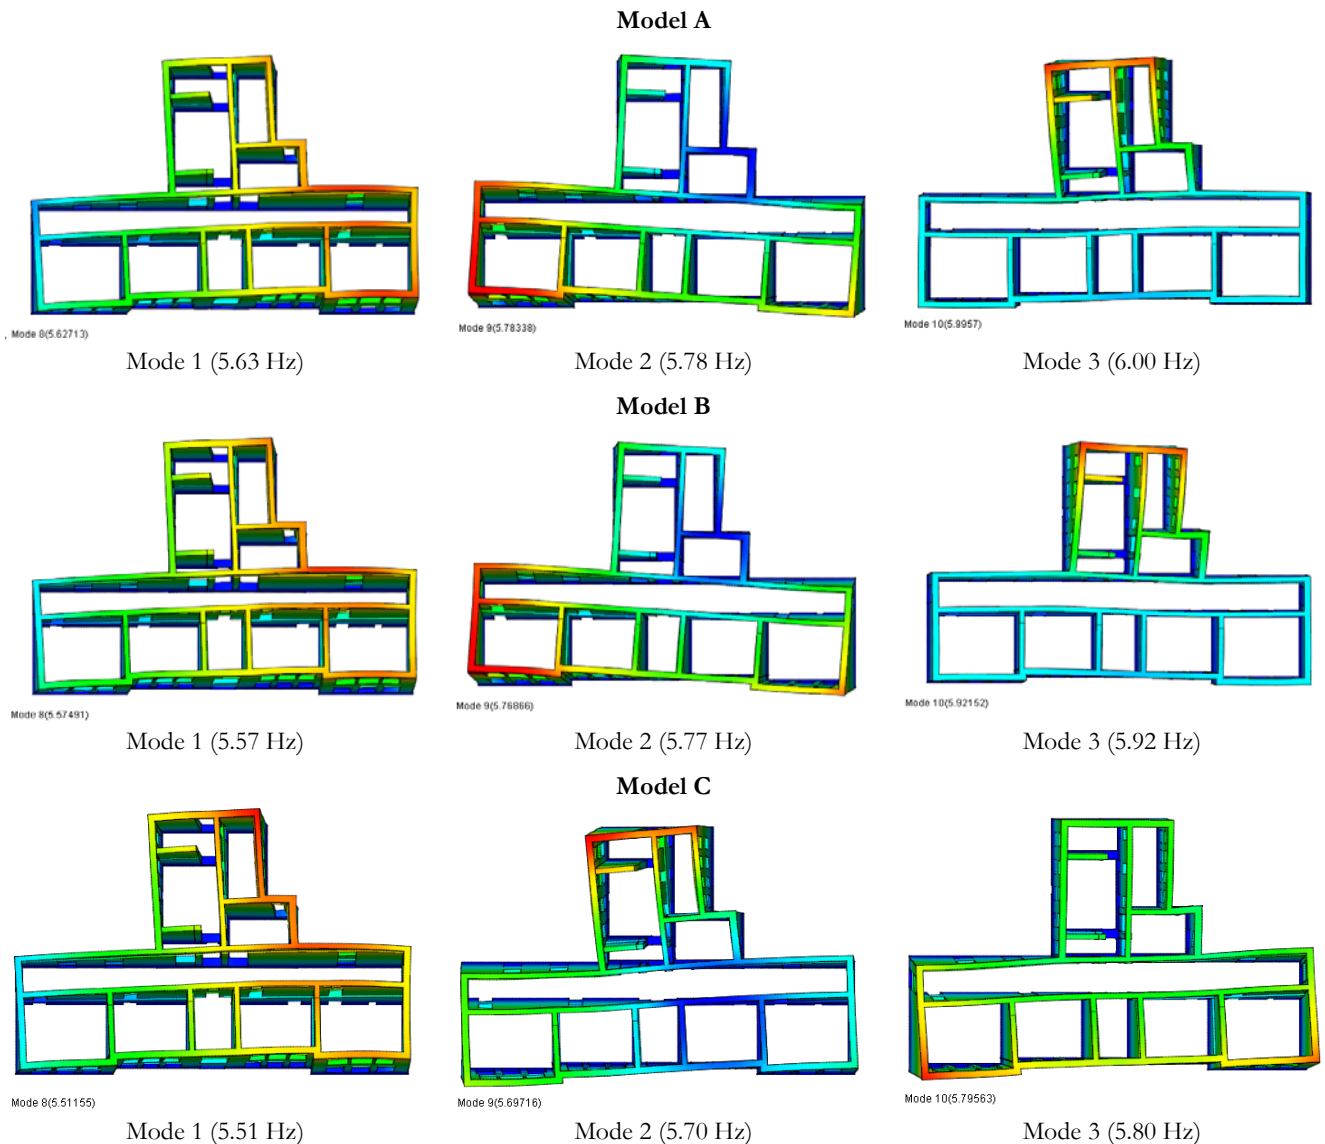 Model A
, Mode 8(5.62713)
Mode 9(5.78338)
Mode 10(5.9957)
Mode 1 (5.63 Hz)
Mode 2 (5.78 Hz)
Mode 3 (6.00 Hz)
Model B
Mode 8(5.57491)
Mode 9(5.76866)
Mode 10(5.92152)
Mode 1 (5.57 Hz)
Mode 2 (5.77 Hz)
Mode 3 (5.92 Hz)
Model C
Mode 8(5.51155)
Mode 9(5.69716)
Mode 10(5.79563)
Mode 1 (5.51 Hz)
Mode 2 (5.70 Hz)
Mode 3 (5.80 Hz)